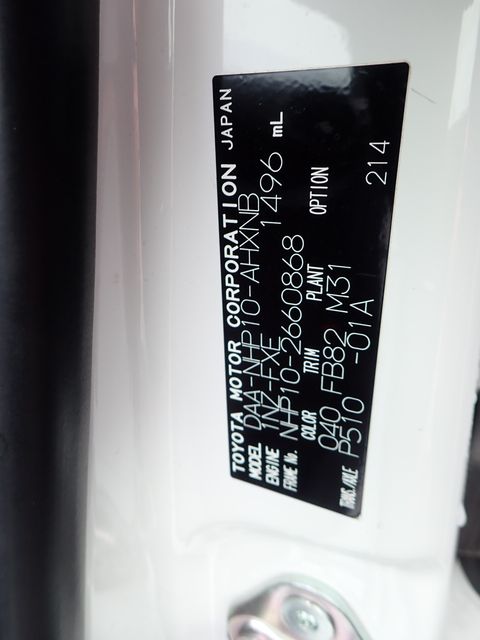 TOYOTA MOTOR CORPORATION JAPAN
MODEL DAA-NHP10-AHXNB
ENGINE 1NZ-FXE 1496 mL
FRAME No. NHP10-2660868
COLOR TRIM PLANT OPTION
040 FB82 M31 214
TRANS./AXLE P510 -01A